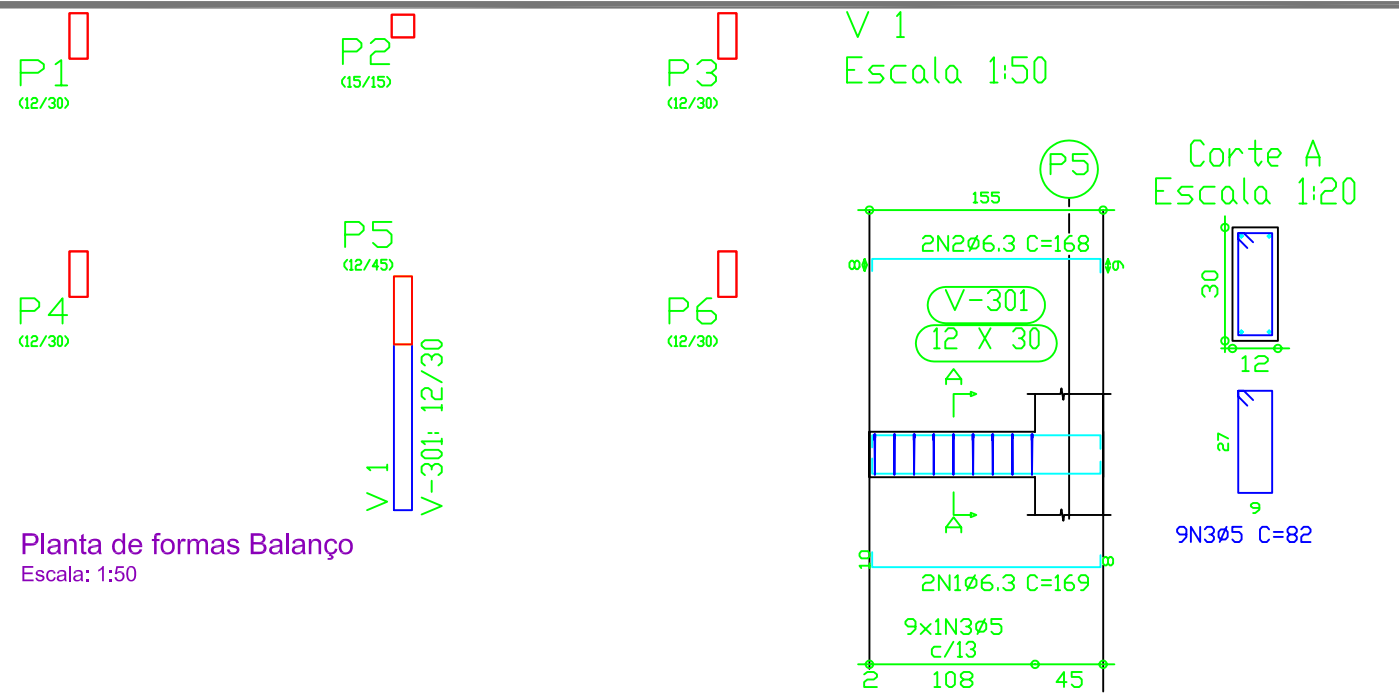 P1
(12/30)
P2
(15/15)
P3
(12/30)
P4
(12/30)
P5
(12/45)
P6
(12/30)
V 1
V-301: 12/30
Planta de formas Balanço
Escala: 1:50
V 1
Escala 1:50
P5
155
2N2ø6.3 C=168
8
9
V-301
12 X 30
A
A
10
8
2N1ø6.3 C=169
9x1N3ø5
c/13
2
108
45
Corte A
Escala 1:20
30
12
27
9
9N3ø5 C=82